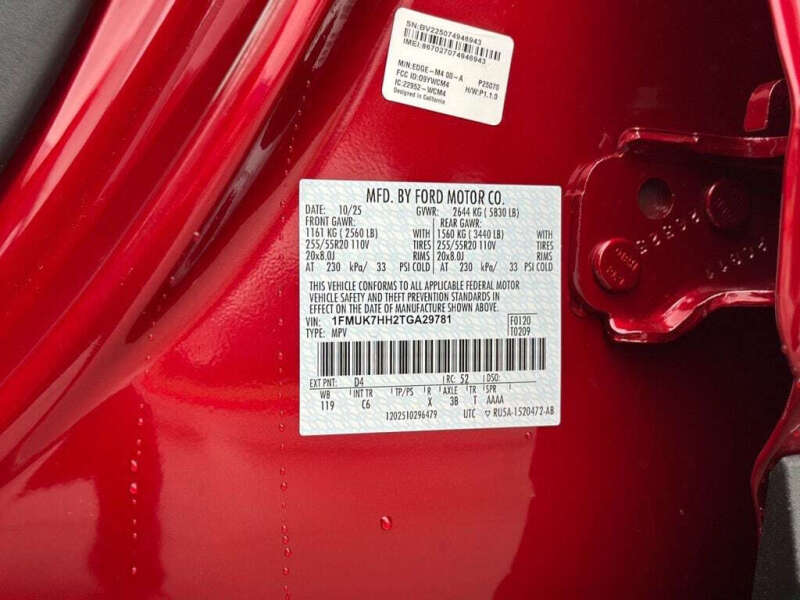 SN:BV225074946943
IMEI:867027074946943
M/N:EDGE-M4 00-A P25070
FCC ID:O9YWCM4 H/W:P1.1.0
IC:22952-WCM4
Designed in California
MFD. BY FORD MOTOR CO.
DATE: 10/25 GVWR: 2644 KG ( 5830 LB)
FRONT GAWR: REAR GAWR:
1161 KG ( 2560 LB) WITH 1560 KG ( 3440 LB) WITH
255/55R20 110V TIRES 255/55R20 110V TIRES
20x8.0J RIMS 20x8.0J RIMS
AT 230 kPa/ 33 PSI COLD AT 230 kPa/ 33 PSI COLD
THIS VEHICLE CONFORMS TO ALL APPLICABLE FEDERAL MOTOR
VEHICLE SAFETY AND THEFT PREVENTION STANDARDS IN
EFFECT ON THE DATE OF MANUFACTURE SHOWN ABOVE.
VIN: 1FMUK7HH2TGA29781 F0120
TYPE: MPV T0209
EXT PNT: D4 RC: 52 DSO:
WB INT TR TP/PS R AXLE TR SPR
119 C6 X 3B T AAAA
1202510296479 UTC ▽ RU5A-1520472-AB